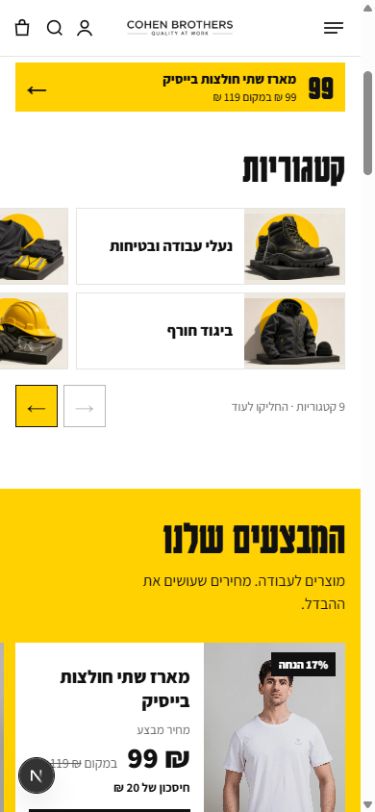 COHEN BROTHERS
QUALITY AT WORK
99
מארז שתי חולצות בייסיק
99 ₪ במקום 119 ₪
←
קטגוריות
נעלי עבודה ובטיחות
ביגוד חורף
9 קטגוריות · החליקו לעוד
→ ←
המבצעים שלנו
מוצרים לעבודה. מחירים שעושים את
ההבדל.
17% הנחה
מארז שתי חולצות
בייסיק
מחיר מבצע
₪ 99 במקום ₪ 119
חיסכון של 20 ₪
N